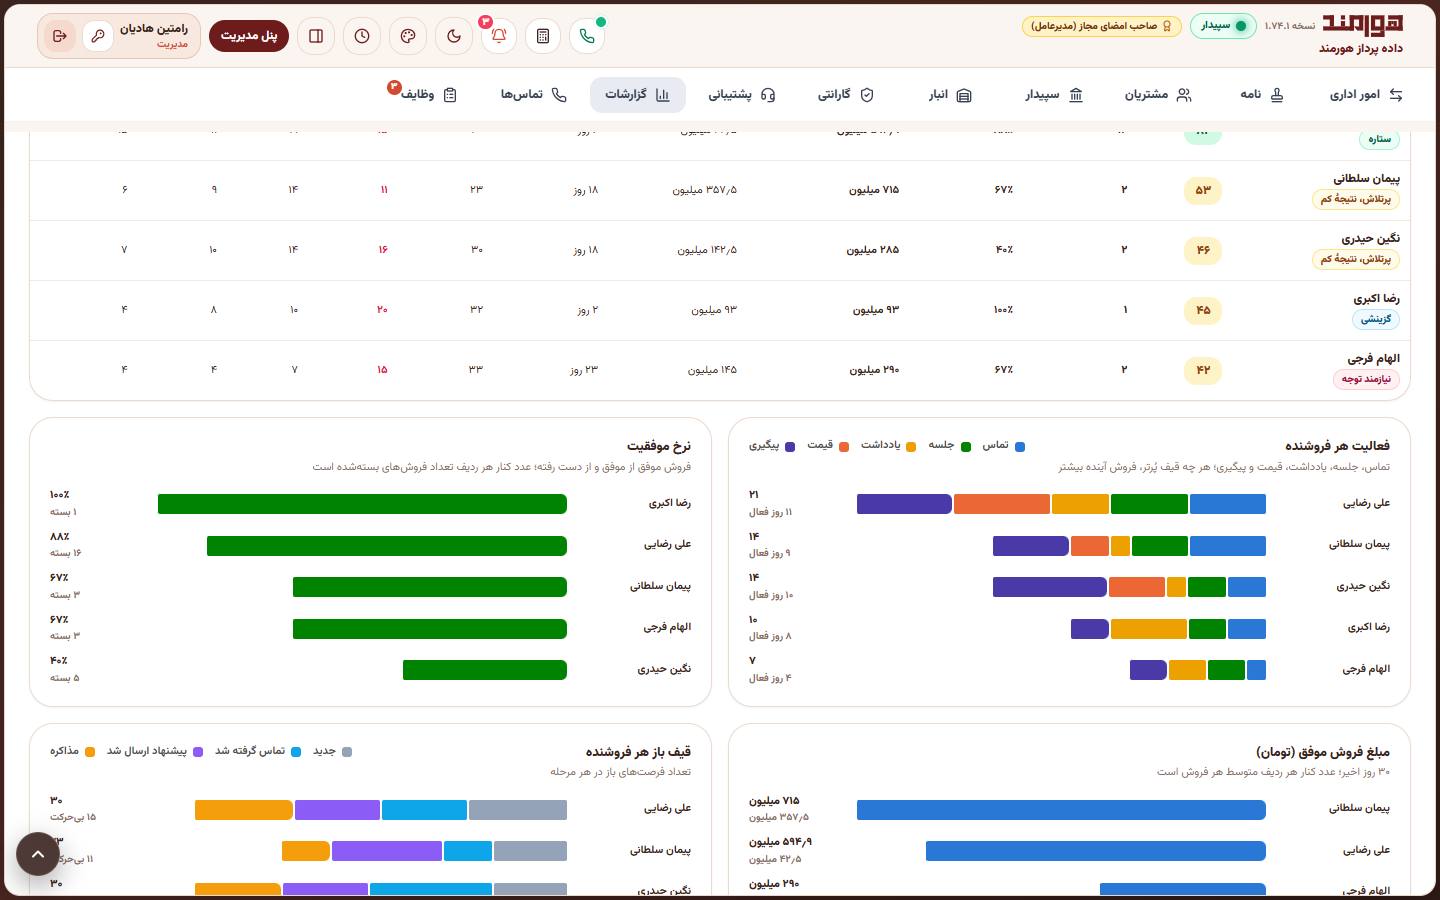 هورمند
داده پرداز هورمند
نسخه ۱.۷۴.۱
سپیدار
صاحب امضای مجاز (مدیرعامل)
۳
پنل مدیریت
رامتین هادیان
مدیریت
امور اداری
نامه
مشتریان
سپیدار
انبار
گارانتی
پشتیبانی
گزارشات
تماس‌ها
وظایف
۳
ستاره
پیمان سلطانی
پرتلاش، نتیجهٔ کم
۵۳ ۲ ۶۷٪ ۷۱۵ میلیون ۳۵۷٫۵ میلیون ۱۸ روز ۲۳ ۱۱ ۱۴ ۹ ۶
نگین حیدری
پرتلاش، نتیجهٔ کم
۴۶ ۲ ۴۰٪ ۲۸۵ میلیون ۱۴۲٫۵ میلیون ۱۸ روز ۳۰ ۱۶ ۱۴ ۱۰ ۷
رضا اکبری
گزینشی
۴۵ ۱ ۱۰۰٪ ۹۳ میلیون ۹۳ میلیون ۲ روز ۳۲ ۲۰ ۱۰ ۸ ۴
الهام فرجی
نیازمند توجه
۴۲ ۲ ۶۷٪ ۲۹۰ میلیون ۱۴۵ میلیون ۲۳ روز ۳۳ ۱۵ ۷ ۴ ۴
فعالیت هر فروشنده
تماس جلسه یادداشت قیمت پیگیری
تماس، جلسه، یادداشت، قیمت و پیگیری؛ هر چه قیف پُرتر، فروش آینده بیشتر
علی رضایی ۲۱
۱۱ روز فعال
پیمان سلطانی ۱۴
۹ روز فعال
نگین حیدری ۱۴
۱۰ روز فعال
رضا اکبری ۱۰
۸ روز فعال
الهام فرجی ۷
۴ روز فعال
نرخ موفقیت
فروش موفق از موفق و از دست رفته؛ عدد کنار هر ردیف تعداد فروش‌های بسته‌شده است
رضا اکبری ۱۰۰٪
۱ بسته
علی رضایی ۸۸٪
۱۶ بسته
پیمان سلطانی ۶۷٪
۳ بسته
الهام فرجی ۶۷٪
۳ بسته
نگین حیدری ۴۰٪
۵ بسته
مبلغ فروش موفق (تومان)
۳۰ روز اخیر؛ عدد کنار هر ردیف متوسط هر فروش است
پیمان سلطانی ۷۱۵ میلیون
۳۵۷٫۵ میلیون
علی رضایی ۵۹۴٫۹ میلیون
۴۲٫۵ میلیون
الهام فرجی ۲۹۰ میلیون
قیف باز هر فروشنده
جدید تماس گرفته شد پیشنهاد ارسال شد مذاکره
تعداد فرصت‌های باز در هر مرحله
علی رضایی ۳۰
۱۵ بی‌حرکت
پیمان سلطانی
۱۱ بی‌حرکت
نگین حیدری ۳۰